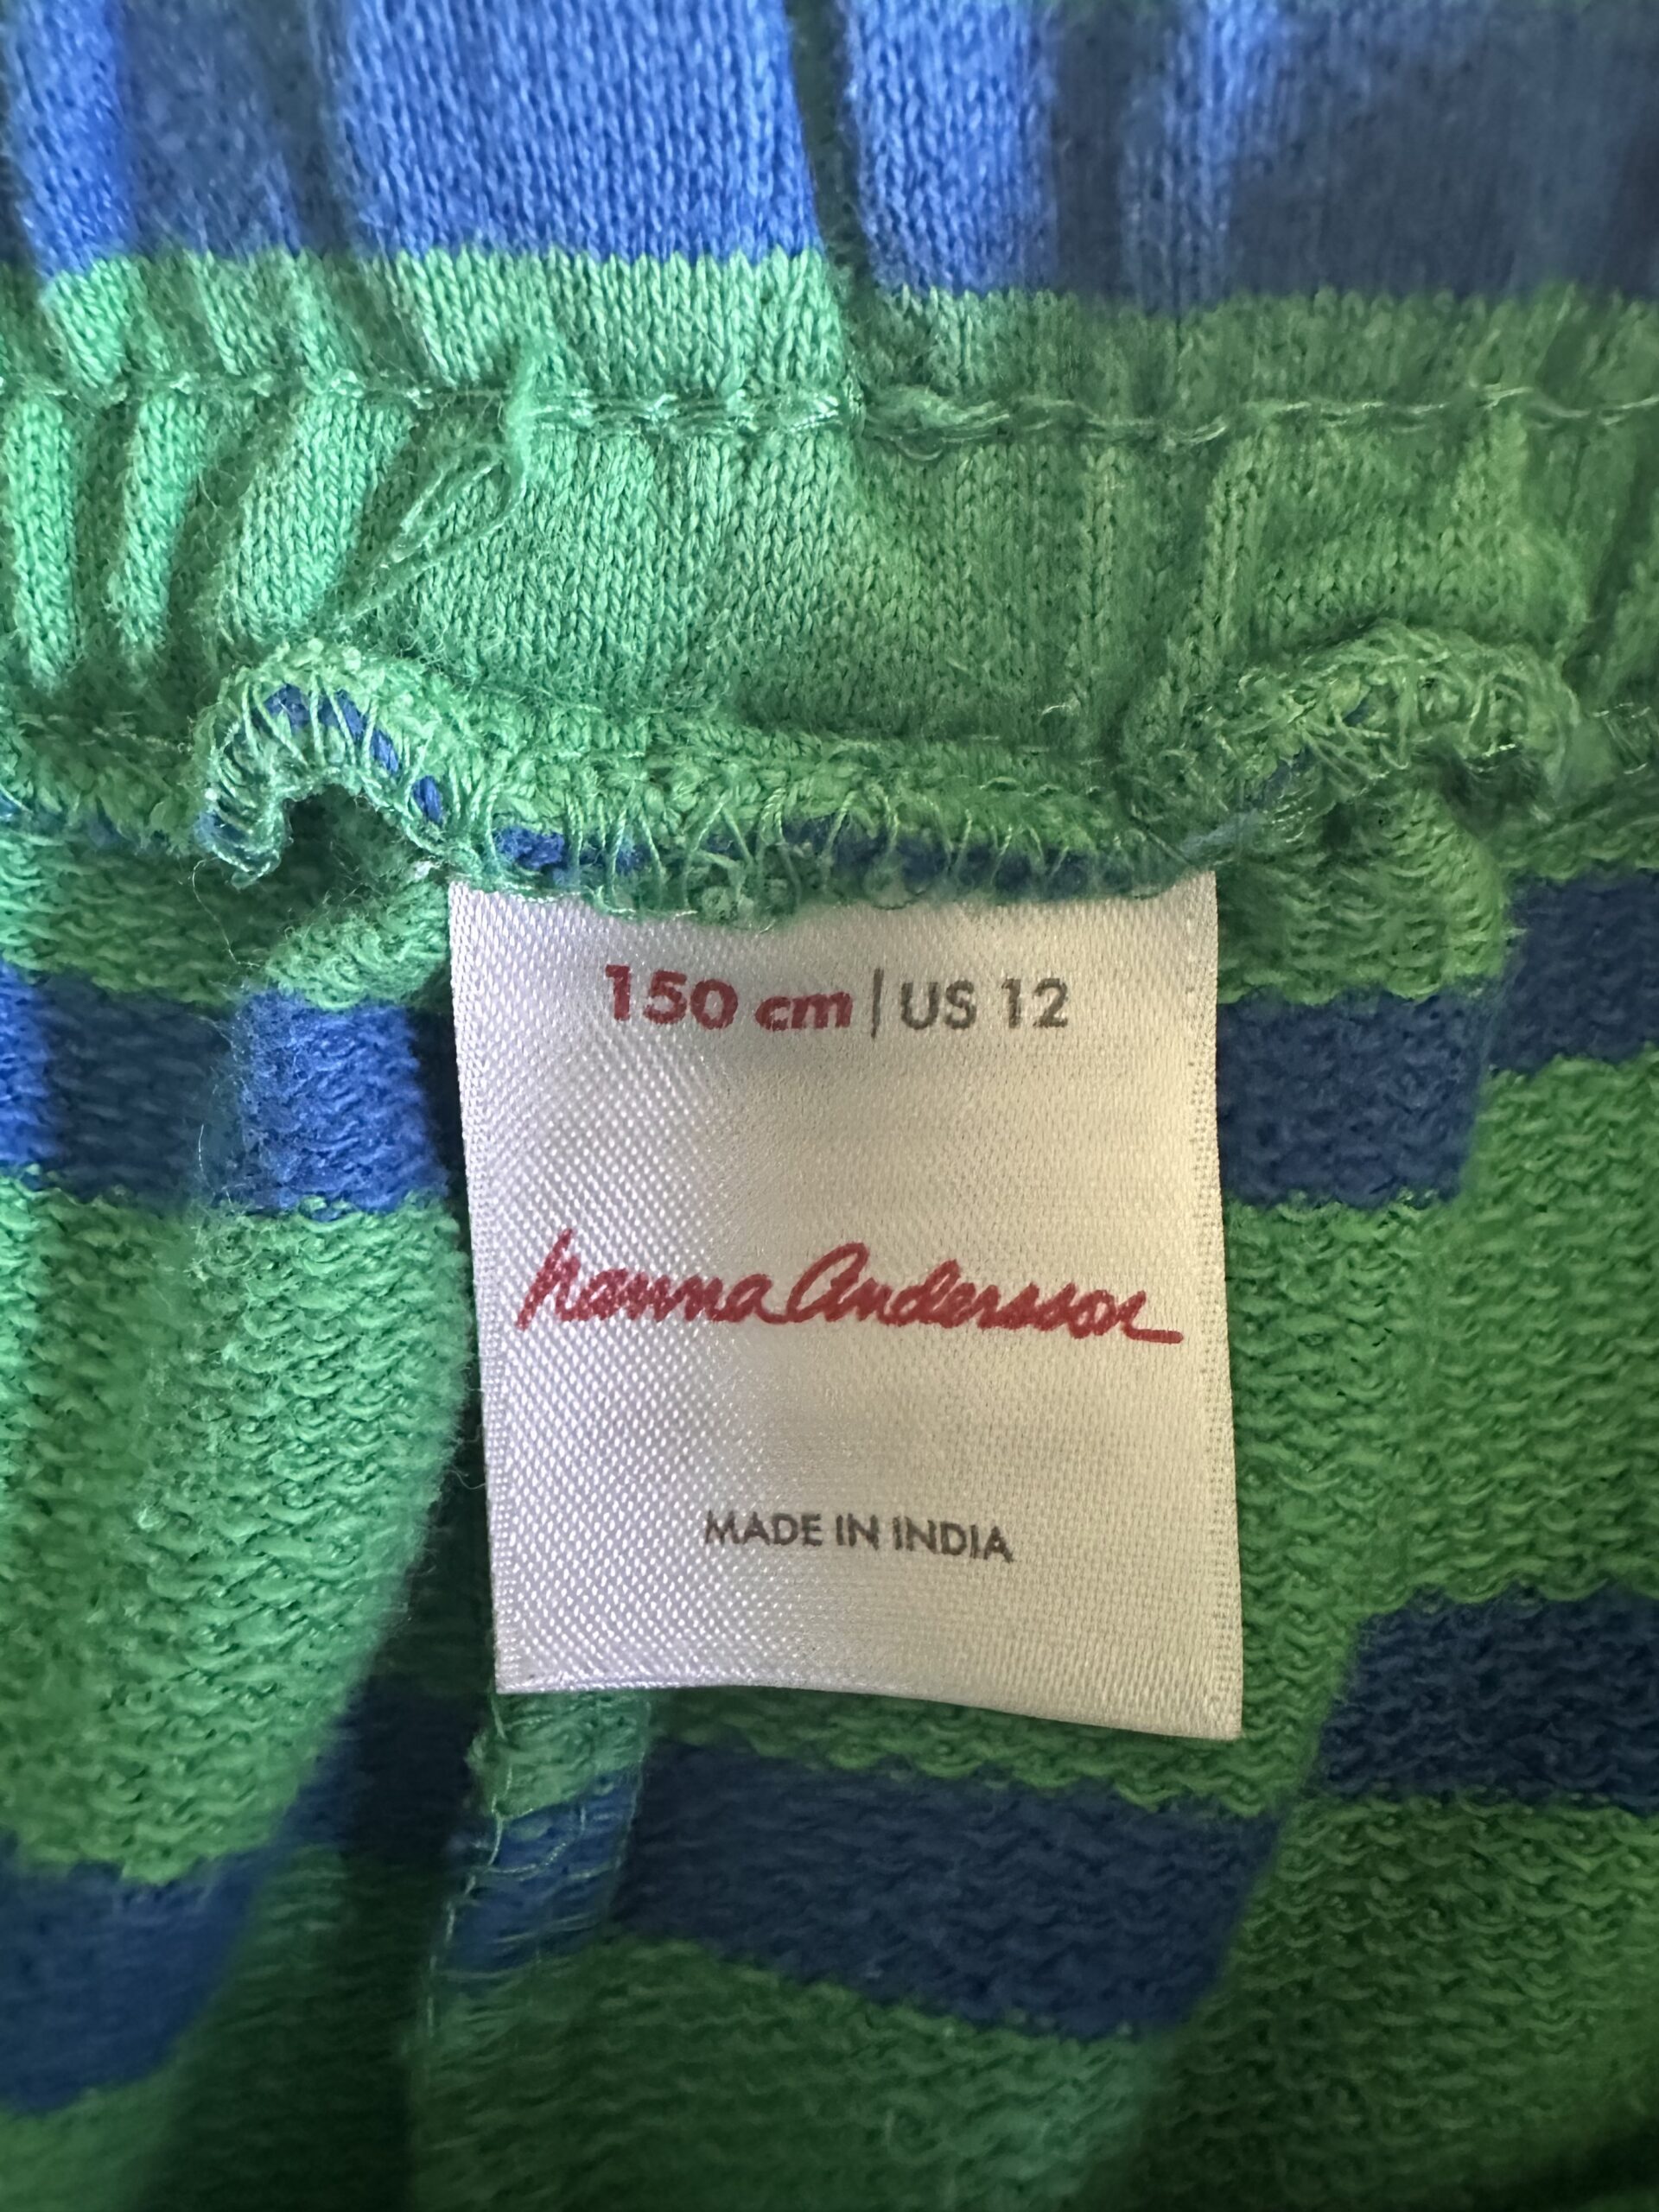 150 cm | US 12
hanna Andersson
MADE IN INDIA